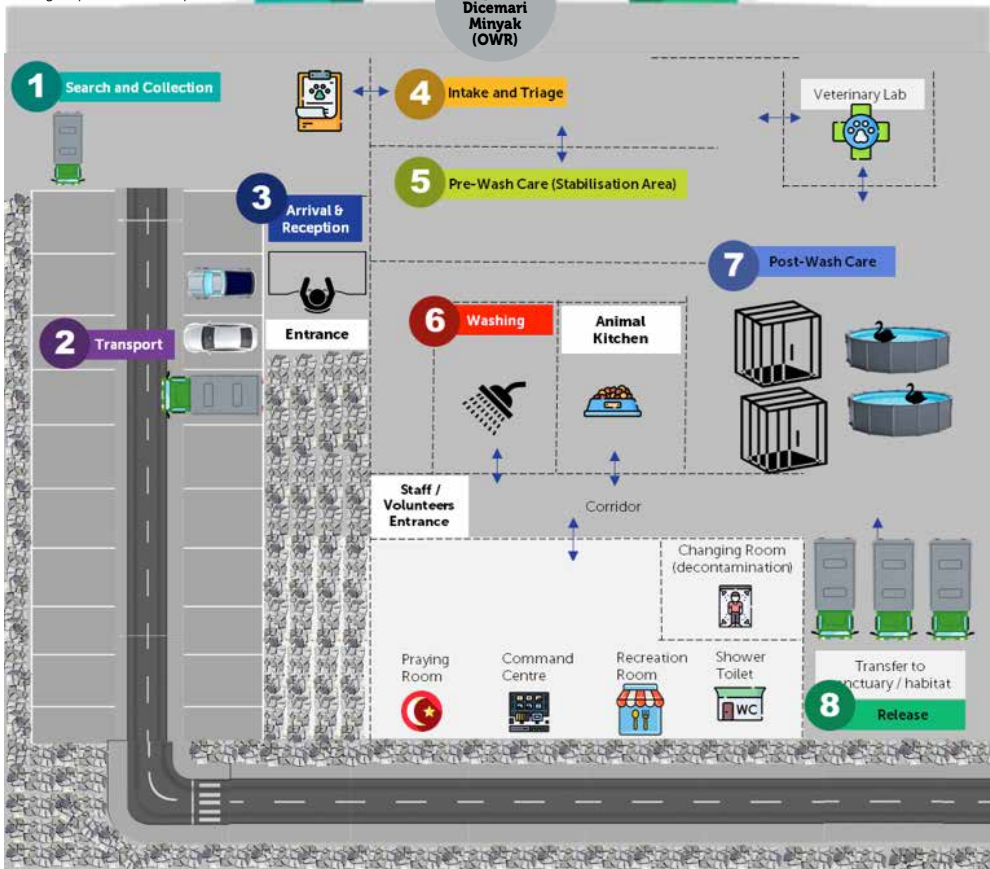 Dicemari
Minyak
(OWR)
1
Search and Collection
4
Intake and Triage
Veterinary Lab
5
Pre-Wash Care (Stabilisation Area)
3
Arrival &
Reception
7
Post-Wash Care
2
Transport
Entrance
6
Washing
Animal
Kitchen
Staff /
Volunteers
Entrance
Corridor
Changing Room
(decontamination)
Praying
Room
Command
Centre
Recreation
Room
Shower
Toilet
WC
Transfer to
/ habitat
8
Release